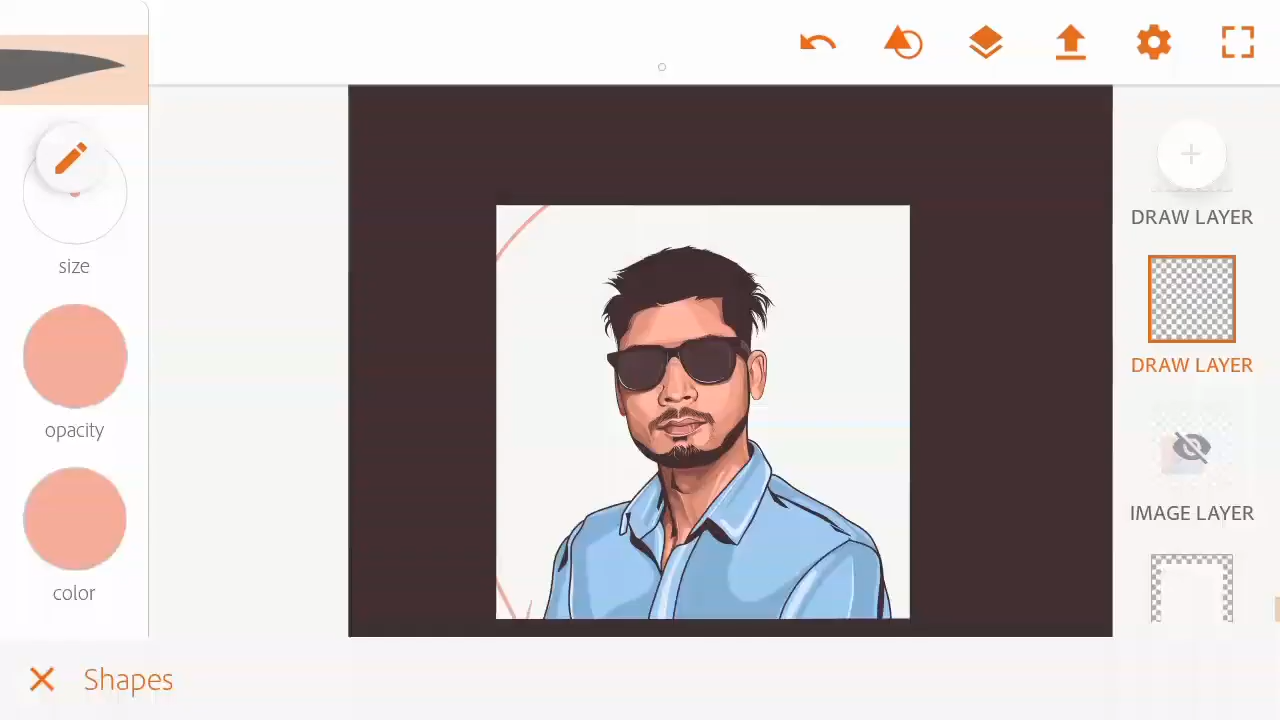 size
opacity
color
DRAW LAYER
DRAW LAYER
IMAGE LAYER
Shapes